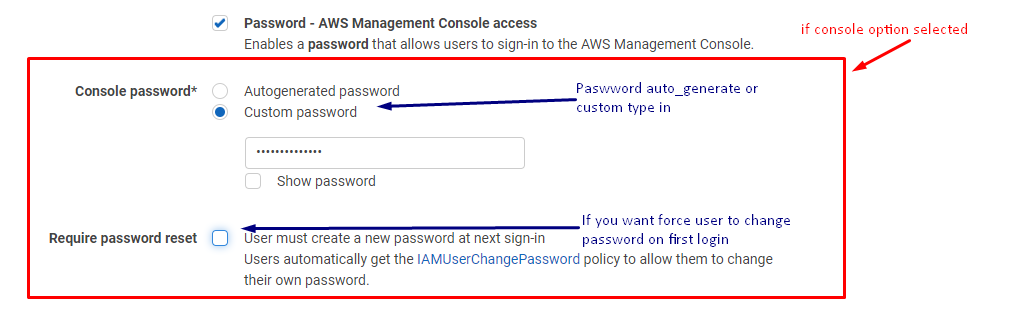 Password - AWS Management Console access
Enables a password that allows users to sign-in to the AWS Management Console.
if console option selected
Console password*
Autogenerated password
Custom password
Paswword auto_generate or
custom type in
••••••••••••••
Show password
If you want force user to change
password on first login
Require password reset
User must create a new password at next sign-in
Users automatically get the IAMUserChangePassword policy to allow them to change
their own password.